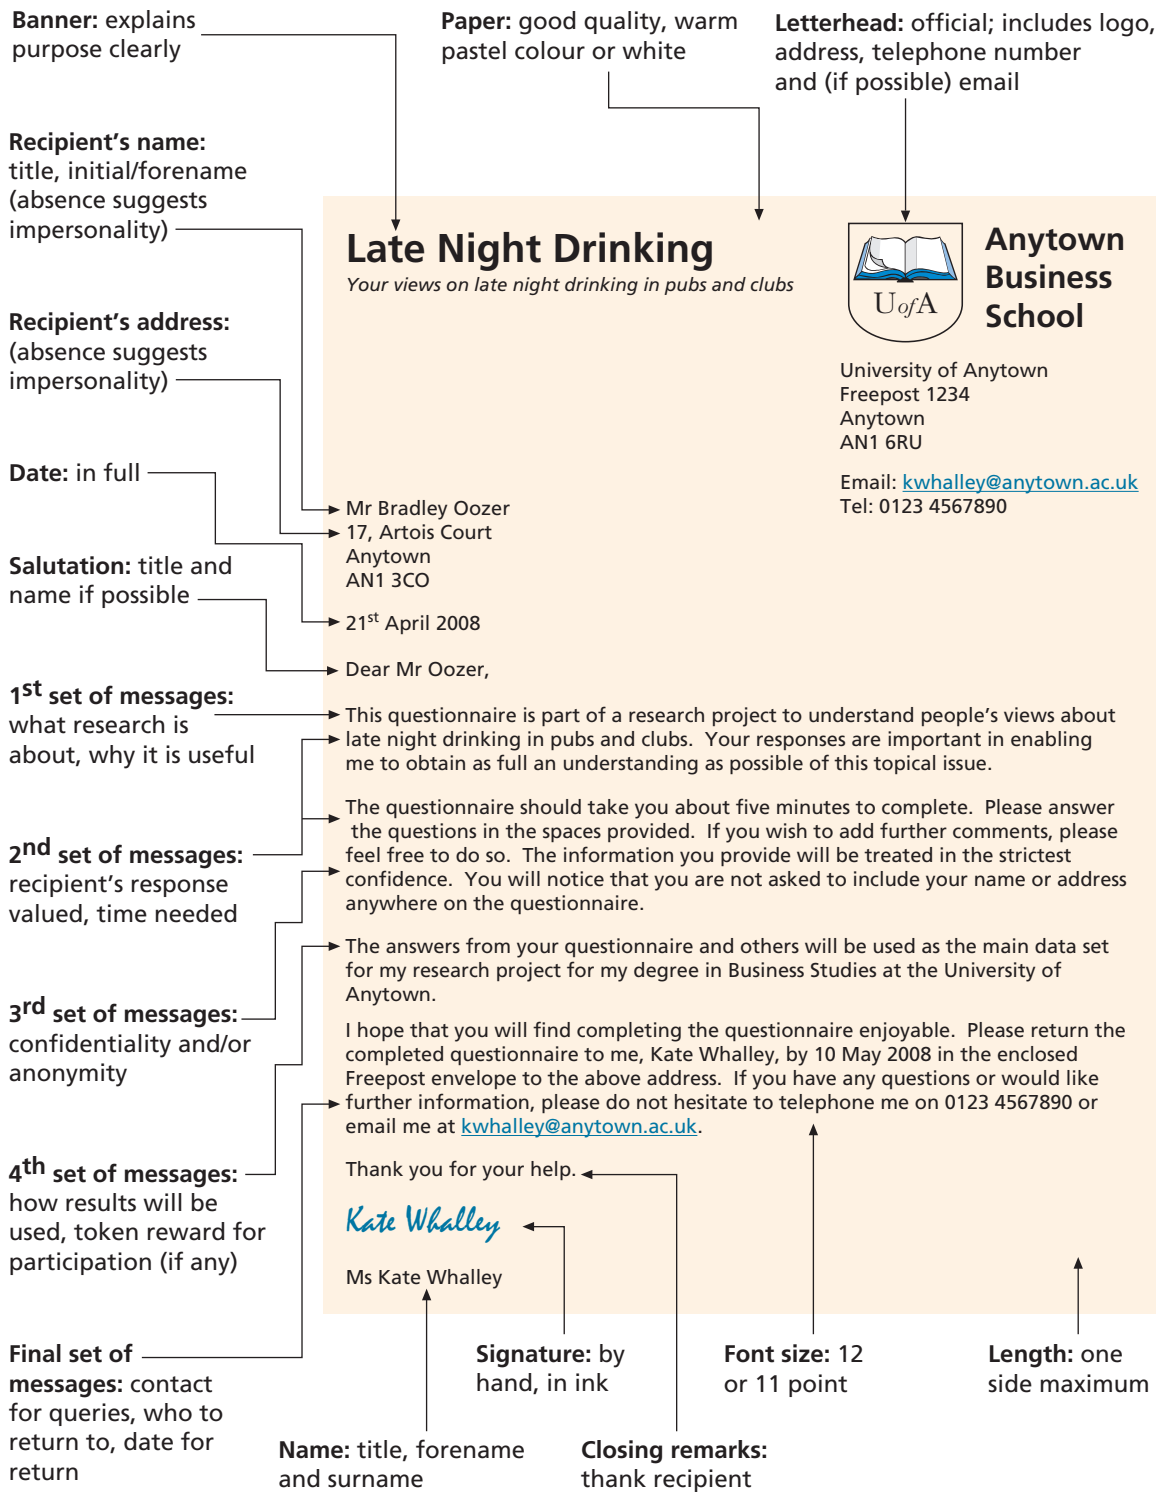 Banner: explains
purpose clearly
Paper: good quality, warm
pastel colour or white
Letterhead: official; includes logo,
address, telephone number
and (if possible) email
Recipient's name:
title, initial/forename
(absence suggests
impersonality)
Recipient's address:
(absence suggests
impersonality)
Date: in full
Salutation: title and
name if possible
1st set of messages:
what research is
about, why it is useful
2nd set of messages:
recipient's response
valued, time needed
3rd set of messages:
confidentiality and/or
anonymity
4th set of messages:
how results will be
used, token reward for
participation (if any)
Final set of
messages: contact
for queries, who to
return to, date for
return
Late Night Drinking
Your views on late night drinking in pubs and clubs
U of A
Anytown
Business
School
University of Anytown
Freepost 1234
Anytown
AN1 6RU
Email: kwhalley@anytown.ac.uk
Tel: 0123 4567890
Mr Bradley Oozer
17, Artois Court
Anytown
AN1 3CO
21st April 2008
Dear Mr Oozer,
This questionnaire is part of a research project to understand people's views about
late night drinking in pubs and clubs. Your responses are important in enabling
me to obtain as full an understanding as possible of this topical issue.
The questionnaire should take you about five minutes to complete. Please answer
the questions in the spaces provided. If you wish to add further comments, please
feel free to do so. The information you provide will be treated in the strictest
confidence. You will notice that you are not asked to include your name or address
anywhere on the questionnaire.
The answers from your questionnaire and others will be used as the main data set
for my research project for my degree in Business Studies at the University of
Anytown.
I hope that you will find completing the questionnaire enjoyable. Please return the
completed questionnaire to me, Kate Whalley, by 10 May 2008 in the enclosed
Freepost envelope to the above address. If you have any questions or would like
further information, please do not hesitate to telephone me on 0123 4567890 or
email me at kwhalley@anytown.ac.uk.
Thank you for your help.
Kate Whalley
Ms Kate Whalley
Signature: by
hand, in ink
Font size: 12
or 11 point
Length: one
side maximum
Name: title, forename
and surname
Closing remarks:
thank recipient